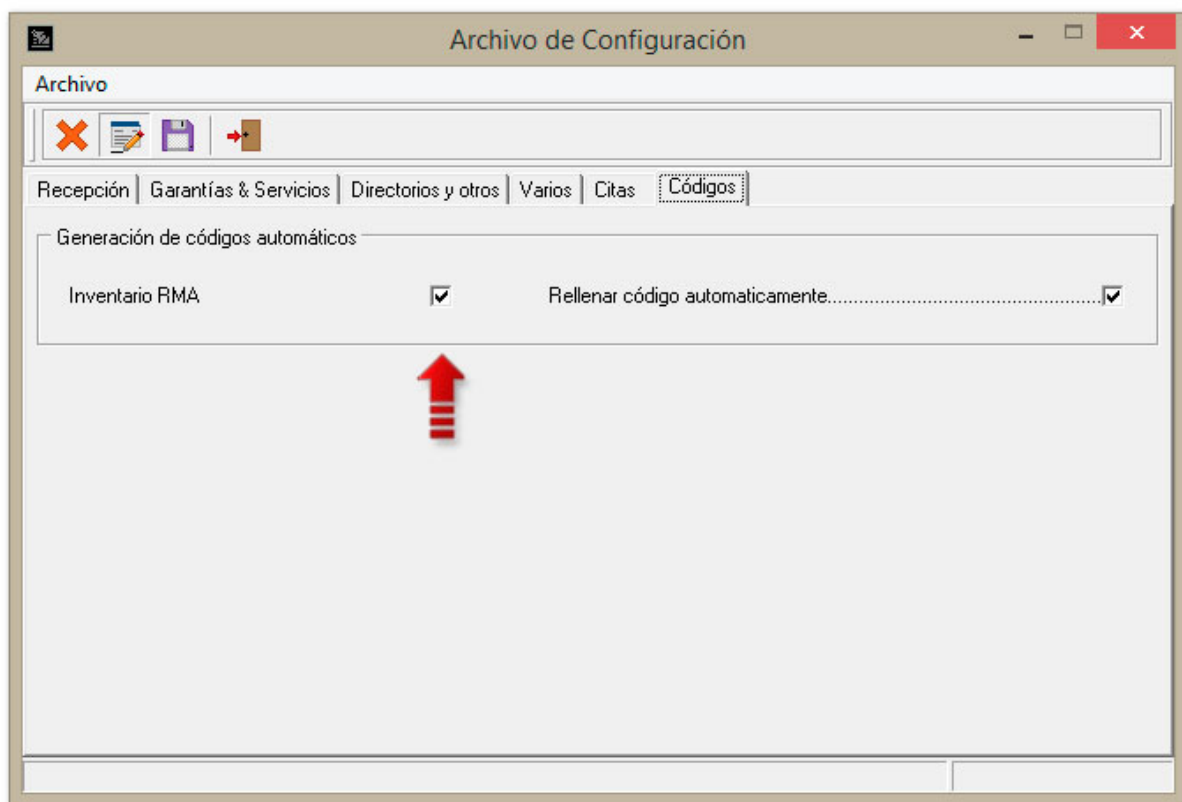 Archivo de Configuración
Archivo
Recepción Garantías & Servicios Directorios y otros Varios Citas Códigos
Generación de códigos automáticos
Inventario RMA Rellenar código automaticamente....................................................